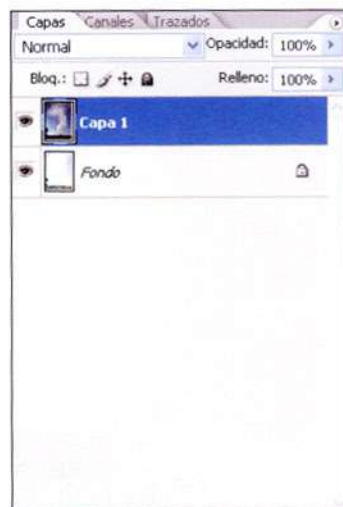 Capas Canales Trazados
Normal Opacidad: 100%
Bloq.: Relleno: 100%
Capa 1
Fondo